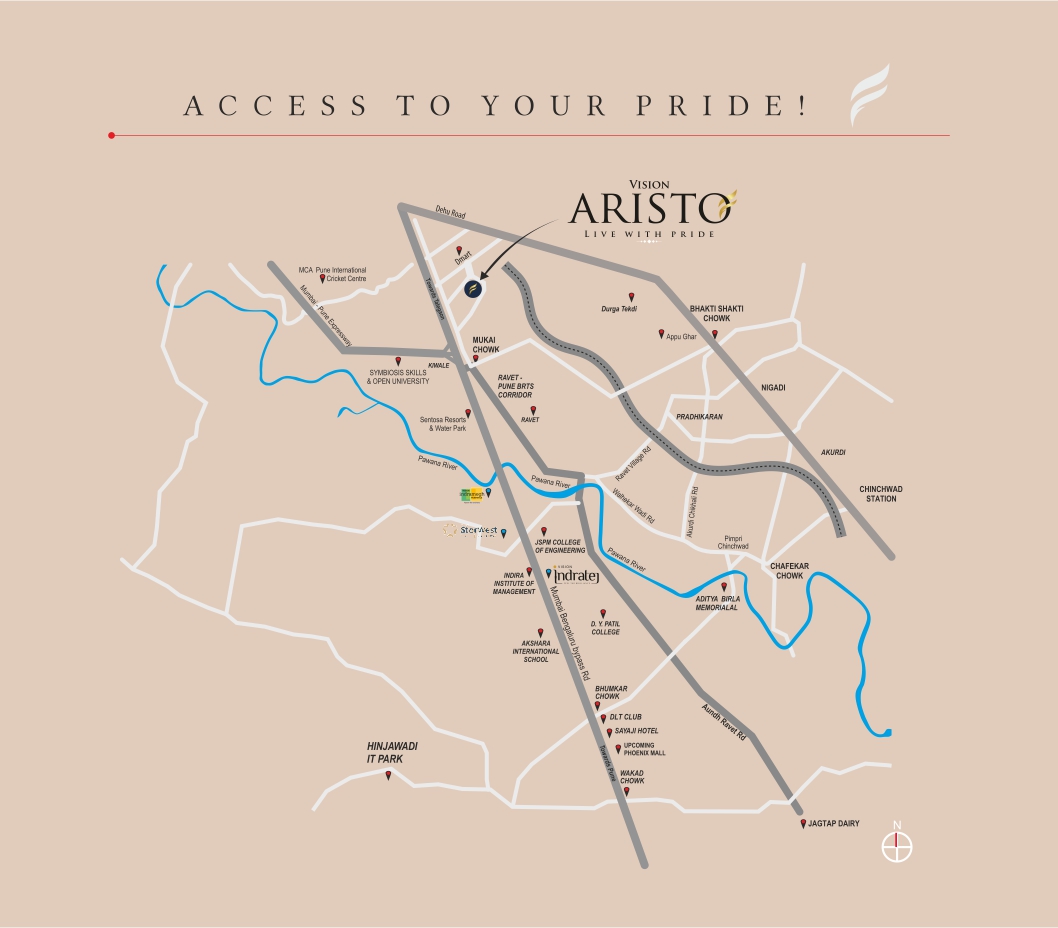 ACCESS TO YOUR PRIDE!
VISION
ARISTO
LIVE WITH PRIDE
Dehu Road
Dmart
MCA Pune International
Cricket Centre
Mumbai - Pune Expressway
Durga Tekdi
BHAKTI SHAKTI
CHOWK
Appu Ghar
MUKAI
CHOWK
KIWALE
SYMBIOSIS SKILLS
& OPEN UNIVERSITY
RAVET -
PUNE BRTS
CORRIDOR
NIGADI
RAVET
PRADHIKARAN
Sentosa Resorts
& Water Park
AKURDI
Pawana River
Ravet Village Rd
Pawana River
CHINCHWAD
STATION
Walhekar Wadi Rd
Akurdi Chikhali Rd
JSPM COLLEGE
OF ENGINEERING
Pimpri
Chinchwad
Pawana River
CHAFEKAR
CHOWK
INDIRA
INSTITUTE OF
MANAGEMENT
VISION
Indratej
Mumbai Bengaluru bypass Rd
ADITYA BIRLA
MEMORIALAL
D. Y. PATIL
COLLEGE
AKSHARA
INTERNATIONAL
SCHOOL
BHUMKAR
CHOWK
DLT CLUB
SAYAJI HOTEL
Aundh Ravet Rd
UPCOMING
PHOENIX MALL
Towards Pune
HINJAWADI
IT PARK
WAKAD
CHOWK
JAGTAP DAIRY
N